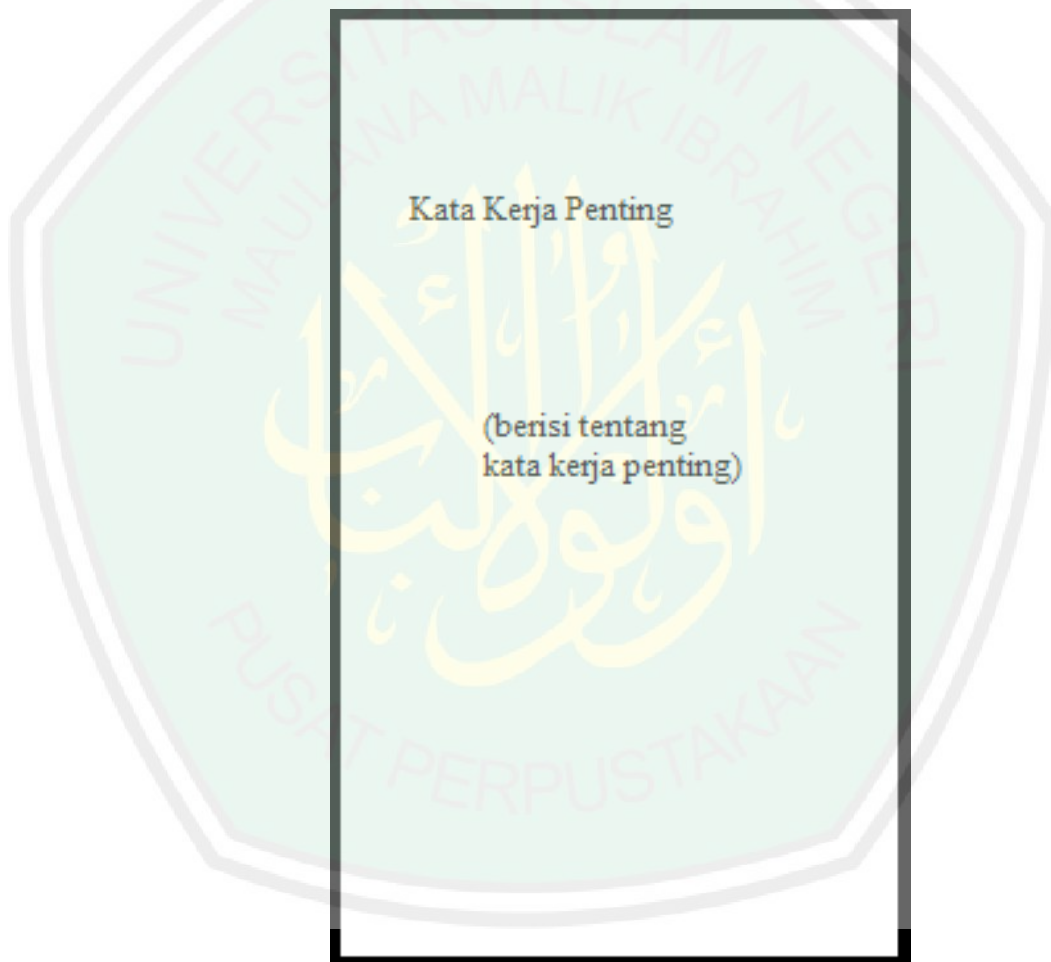 UNIVERSITAS ISLAM NEGERI
MAULANA MALIK IBRAHIM
Kata Kerja Penting
(berisi tentang
kata kerja penting)
PUSAT PERPUSTAKAAN